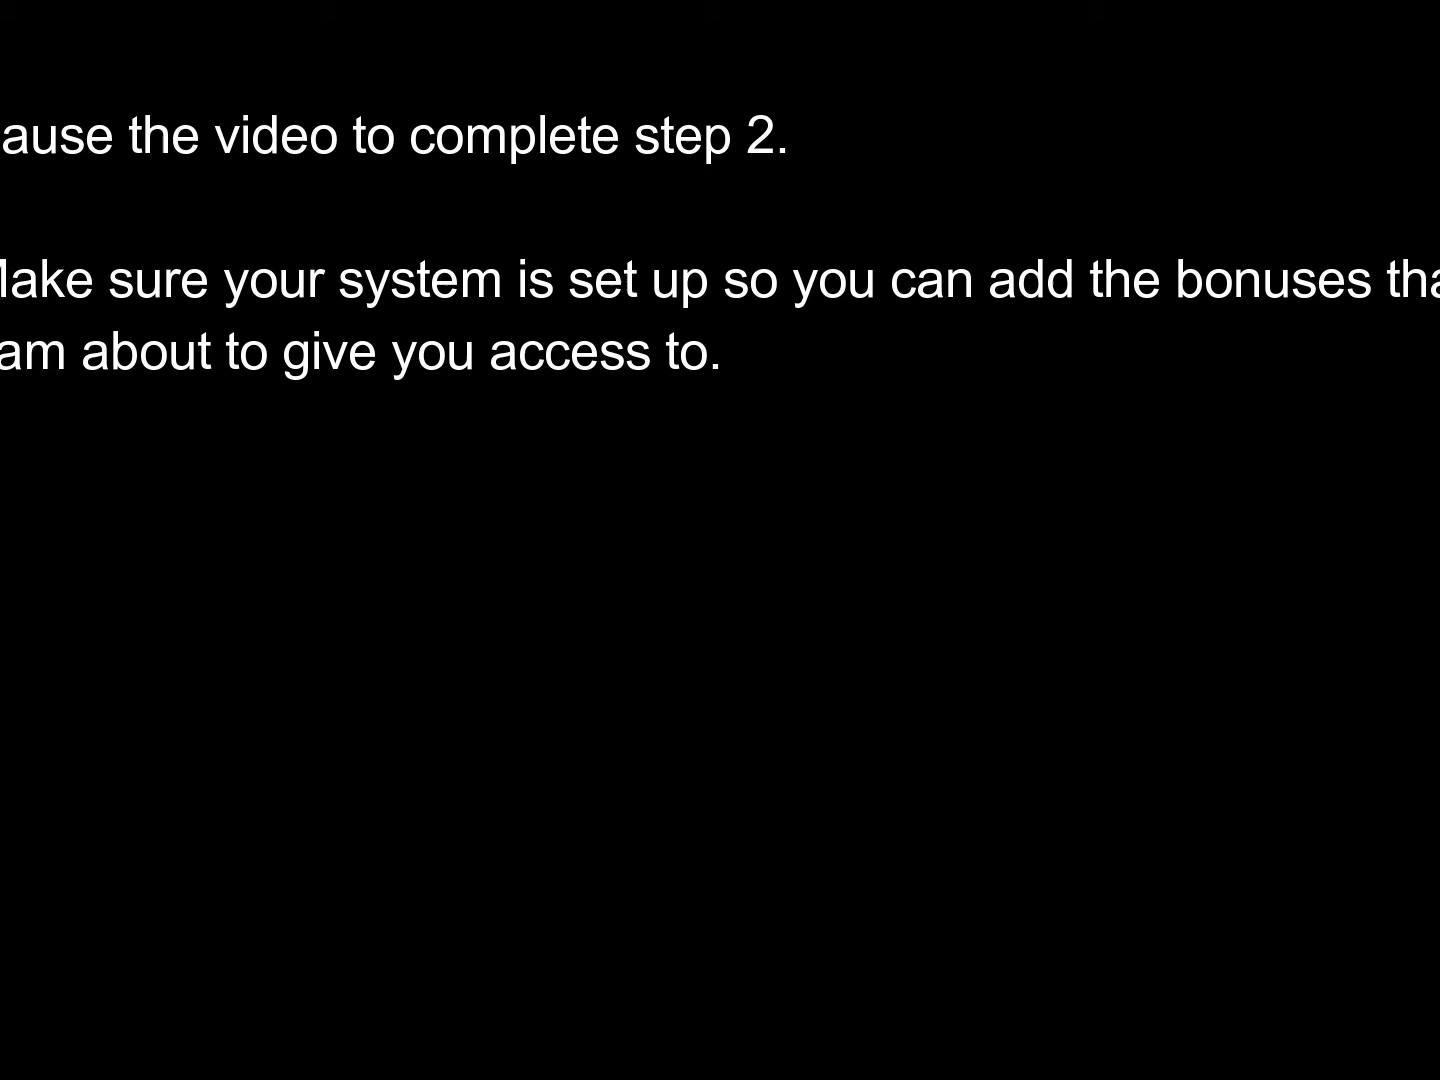 ause the video to complete step 2.
Make sure your system is set up so you can add the bonuses tha
am about to give you access to.